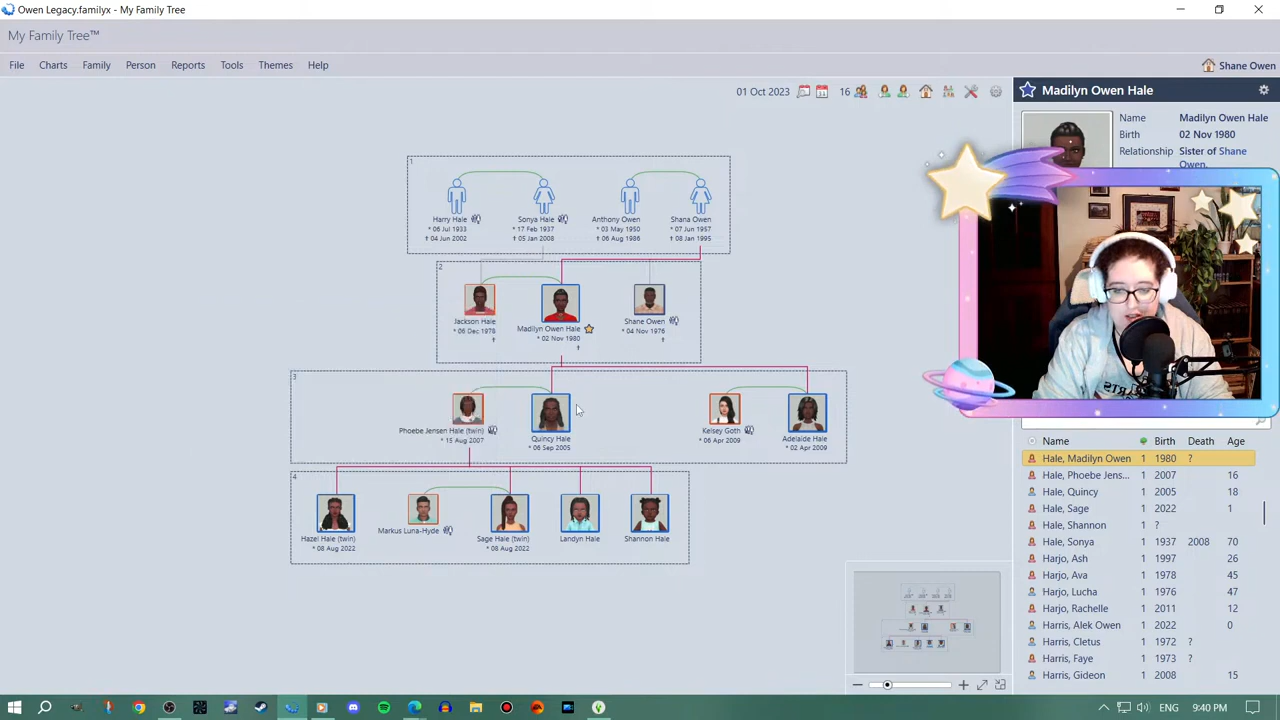 Owen Legacy.familyx - My Family Tree
My Family Tree™
File Charts Family Person Reports Tools Themes Help
Shane Owen
01 Oct 2023
16
Madilyn Owen Hale
Name Madilyn Owen Hale
Birth 02 Nov 1980
Relationship Sister of Shane
Owen,
1
Harry Hale Sonya Hale Anthony Owen Shana Owen
* 06 Jul 1933 * 17 Feb 1937 * 03 May 1950 * 07 Jun 1957
✝ 04 Jun 2002 ✝ 05 Jan 2008 ✝ 06 Aug 1986 ✝ 08 Jan 1995
2
Jackson Hale Madilyn Owen Hale Shane Owen
* 06 Dec 1978 * 02 Nov 1980 * 04 Nov 1976
✝ ✝ ✝
3
Phoebe Jensen Hale (twin) Quincy Hale Kelsey Goth Adelaide Hale
* 15 Aug 2007 * 06 Sep 2005 * 06 Apr 2009 * 02 Apr 2009
4
Hazel Hale (twin) Markus Luna-Hyde Sage Hale (twin) Landyn Hale Shannon Hale
* 08 Aug 2022 * 08 Aug 2022
Name Birth Death Age
Hale, Madilyn Owen 1 1980 ?
Hale, Phoebe Jens... 1 2007 16
Hale, Quincy 1 2005 18
Hale, Sage 1 2022 1
Hale, Shannon 1 ?
Hale, Sonya 1 1937 2008 70
Harjo, Ash 1 1997 26
Harjo, Ava 1 1978 45
Harjo, Lucha 1 1976 47
Harjo, Rachelle 1 2011 12
Harris, Alek Owen 1 2022 0
Harris, Cletus 1 1972 ?
Harris, Faye 1 1973 ?
Harris, Gideon 1 2008 15
ENG 9:40 PM